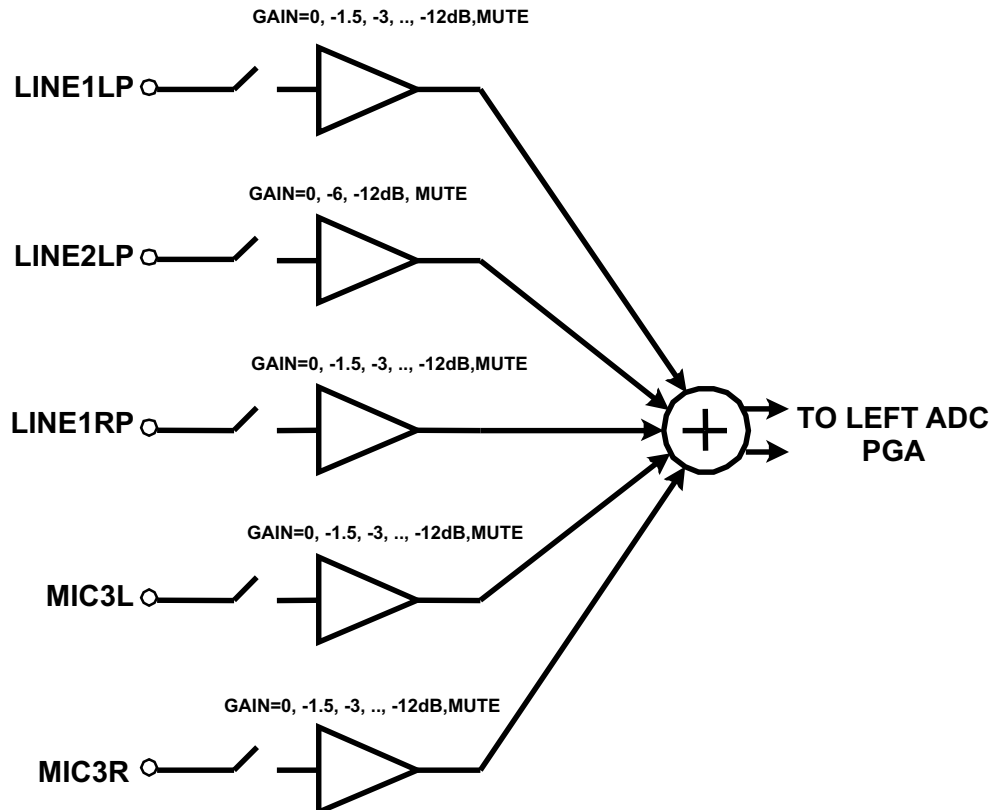 GAIN=0, -1.5, -3, .., -12dB,MUTE
LINE1LP
GAIN=0, -6, -12dB, MUTE
LINE2LP
GAIN=0, -1.5, -3, .., -12dB,MUTE
LINE1RP
TO LEFT ADC
PGA
GAIN=0, -1.5, -3, .., -12dB,MUTE
MIC3L
GAIN=0, -1.5, -3, .., -12dB,MUTE
MIC3R